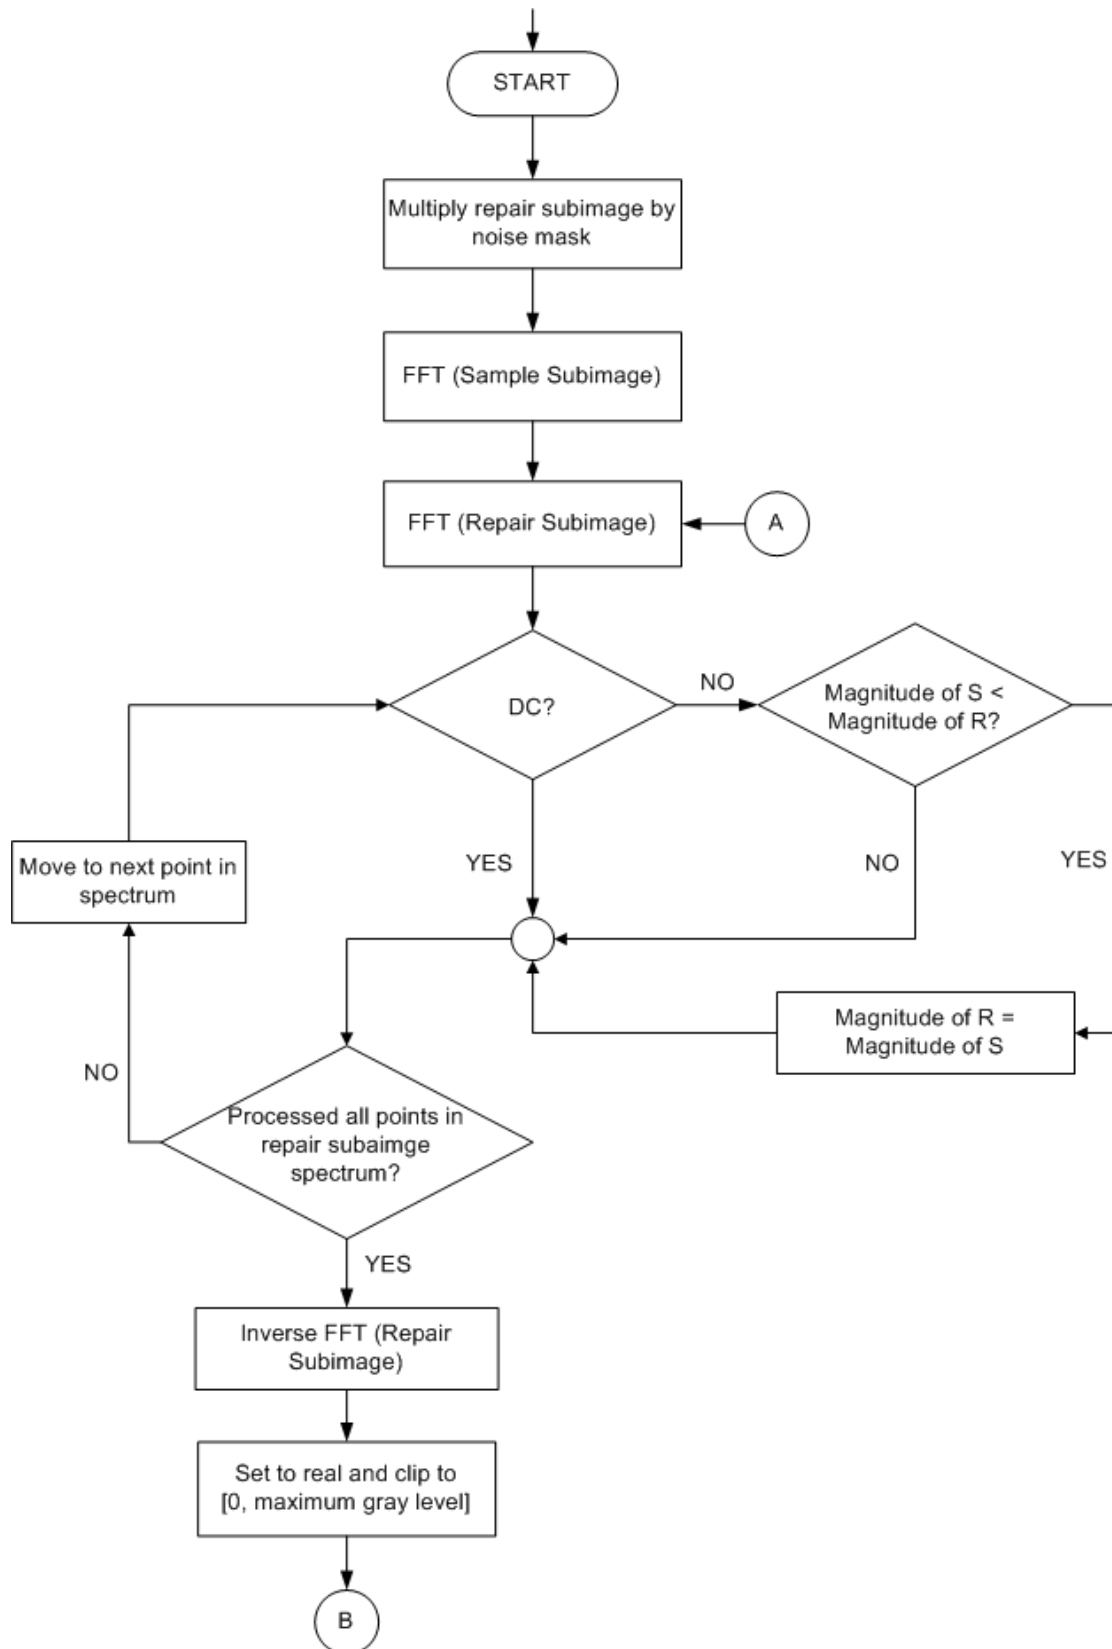 START
Multiply repair subimage by
noise mask
FFT (Sample Subimage)
FFT (Repair Subimage)
A
DC?
NO
Magnitude of S <
Magnitude of R?
YES
NO
YES
Move to next point in
spectrum
Magnitude of R =
Magnitude of S
NO
Processed all points in
repair subaimge
spectrum?
YES
Inverse FFT (Repair
Subimage)
Set to real and clip to
[0, maximum gray level]
B